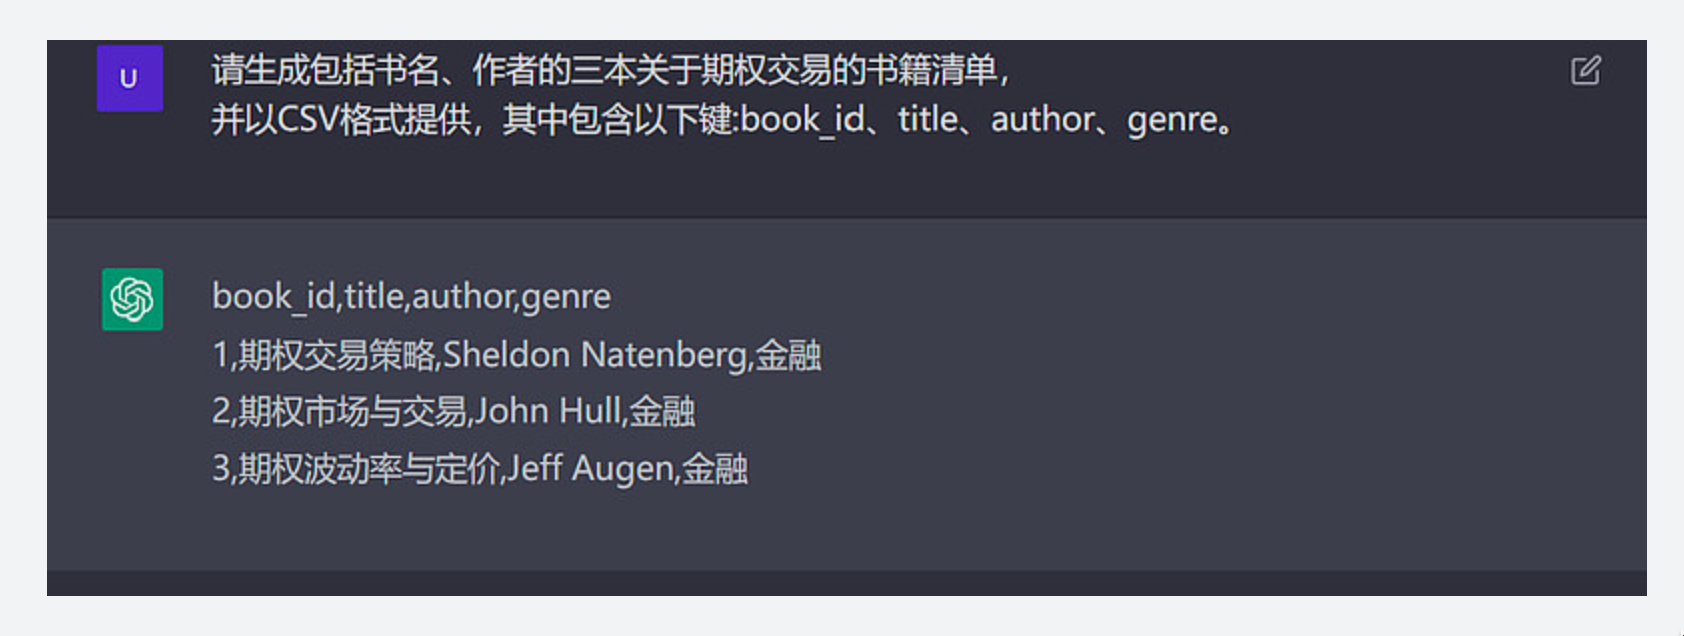 U
请生成包括书名、作者的三本关于期权交易的书籍清单，
并以CSV格式提供，其中包含以下键:book_id、title、author、genre。
book_id,title,author,genre
1,期权交易策略,Sheldon Natenberg,金融
2,期权市场与交易,John Hull,金融
3,期权波动率与定价,Jeff Augen,金融